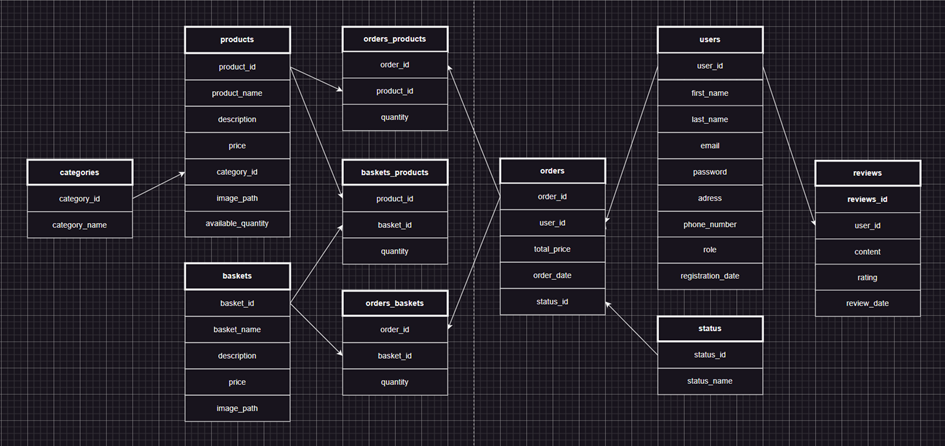 categories
category_id
category_name
products
product_id
product_name
description
price
category_id
image_path
available_quantity
baskets
basket_id
basket_name
description
price
image_path
orders_products
order_id
product_id
quantity
baskets_products
product_id
basket_id
quantity
orders_baskets
order_id
basket_id
quantity
orders
order_id
user_id
total_price
order_date
status_id
users
user_id
first_name
last_name
email
password
adress
phone_number
role
registration_date
status
status_id
status_name
reviews
reviews_id
user_id
content
rating
review_date